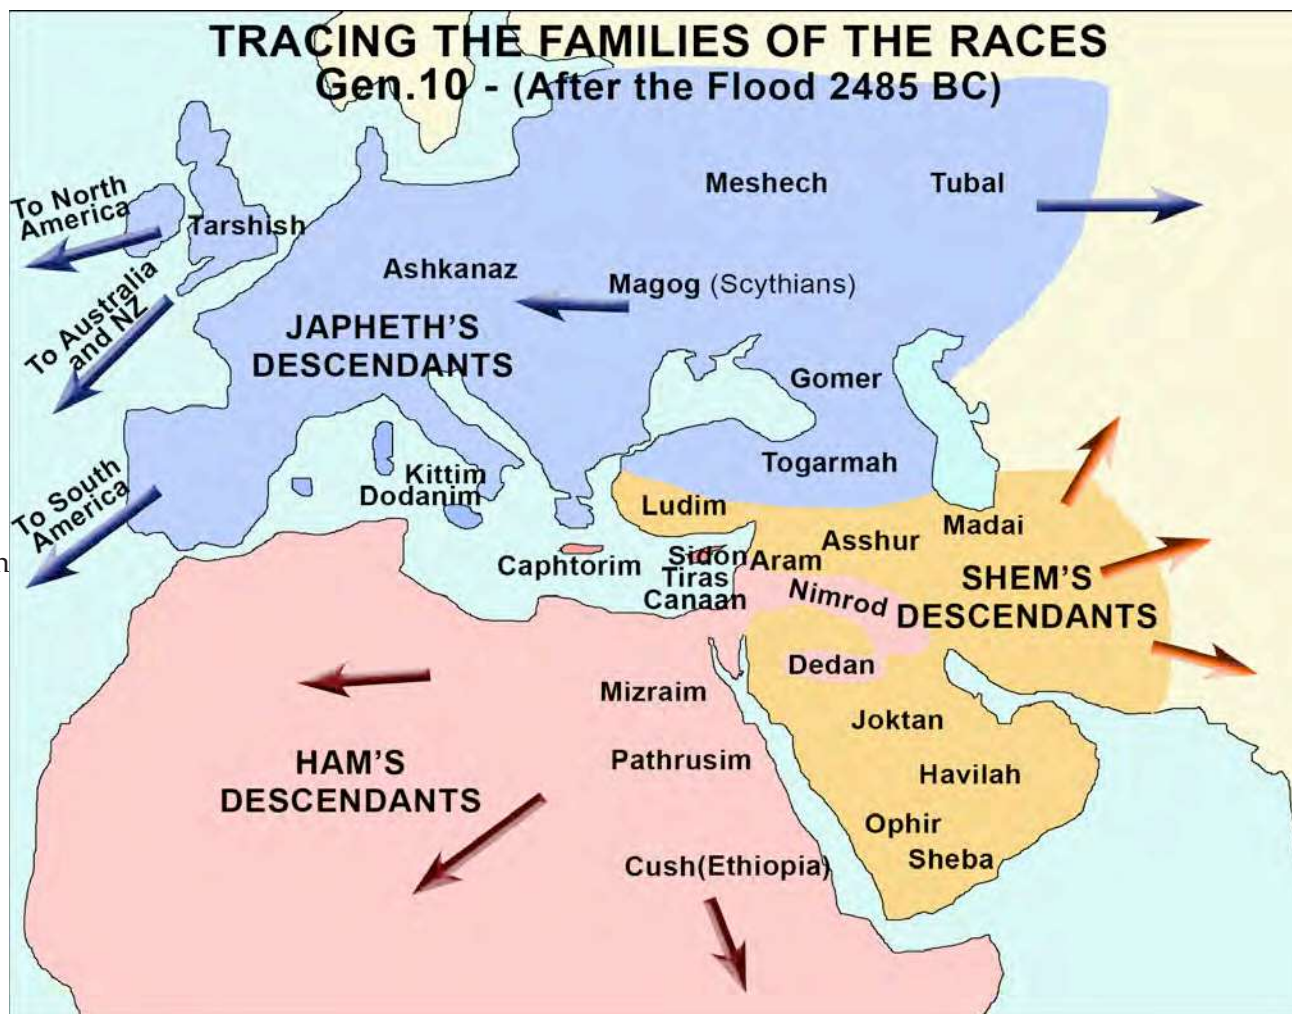 TRACING THE FAMILIES OF THE RACES
Gen.10 - (After the Flood 2485 BC)
Meshech
Tubal
To North
America
Tarshish
Ashkanaz
Magog (Scythians)
To Australia
and NZ
JAPHETH'S
DESCENDANTS
Gomer
Togarmah
Kittim
Dodanim
To South
America
Ludim
Madai
Asshur
Caphtorim
Sidon
Tiras
Canaan
Aram
Nimrod
SHEM'S
DESCENDANTS
Dedan
Mizraim
Joktan
Pathrusim
HAM'S
DESCENDANTS
Havilah
Ophir
Sheba
Cush(Ethiopia)